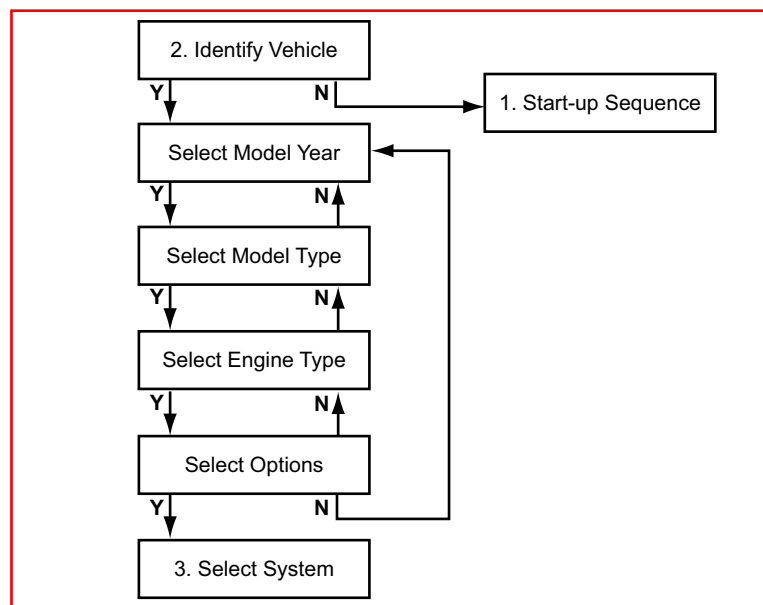 2. Identify Vehicle
Y
N
1. Start-up Sequence
Select Model Year
Y
N
Select Model Type
Y
N
Select Engine Type
Y
N
Select Options
Y
N
3. Select System